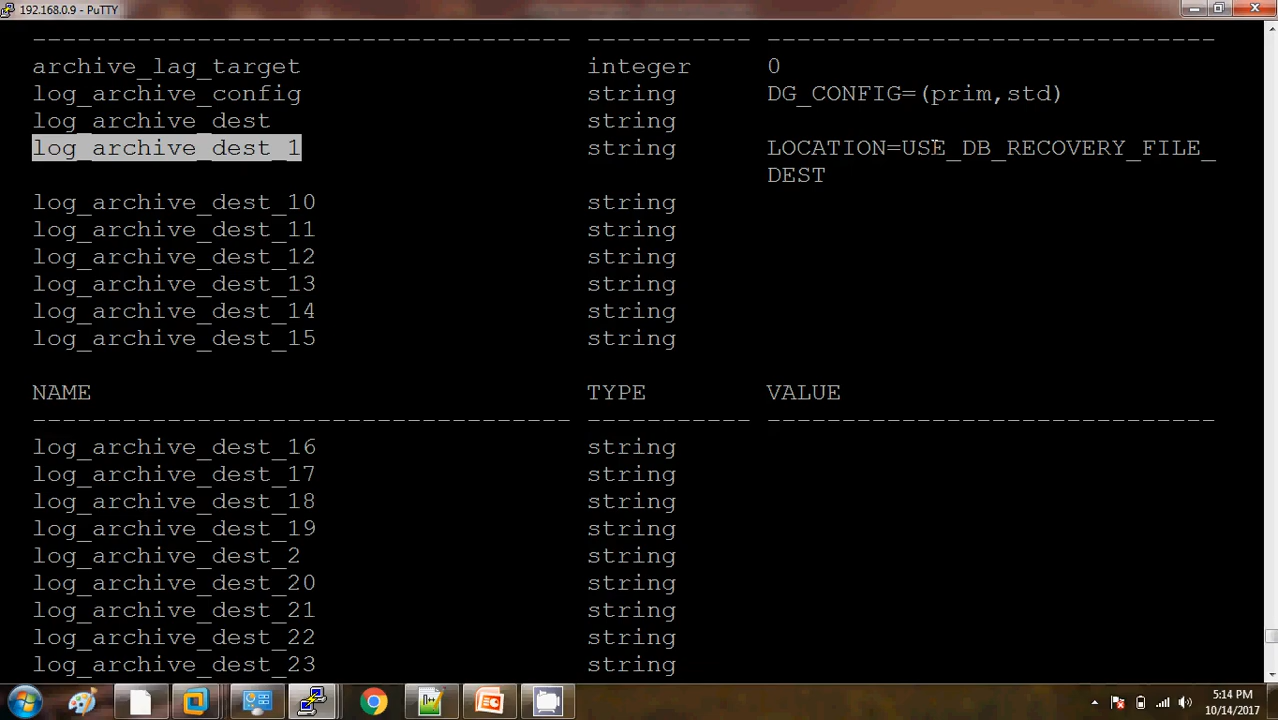 192.168.0.9 - PuTTY
------------------------------------ ----------- ------------------------------
archive_lag_target integer 0
log_archive_config string DG_CONFIG=(prim,std)
log_archive_dest string
log_archive_dest_1 string LOCATION=USE_DB_RECOVERY_FILE_
DEST
log_archive_dest_10 string
log_archive_dest_11 string
log_archive_dest_12 string
log_archive_dest_13 string
log_archive_dest_14 string
log_archive_dest_15 string
NAME TYPE VALUE
------------------------------------ ----------- ------------------------------
log_archive_dest_16 string
log_archive_dest_17 string
log_archive_dest_18 string
log_archive_dest_19 string
log_archive_dest_2 string
log_archive_dest_20 string
log_archive_dest_21 string
log_archive_dest_22 string
log_archive_dest_23 string
5:14 PM
10/14/2017